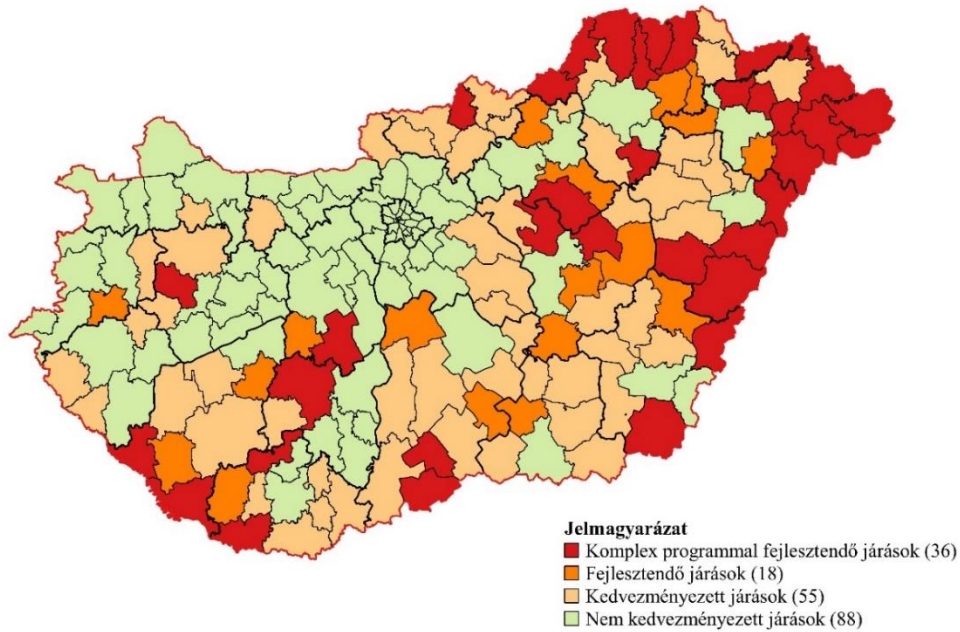 Jelmagyarázat
Komplex programmal fejlesztendő járások (36)
Fejlesztendő járások (18)
Kedvezményezett járások (55)
Nem kedvezményezett járások (88)